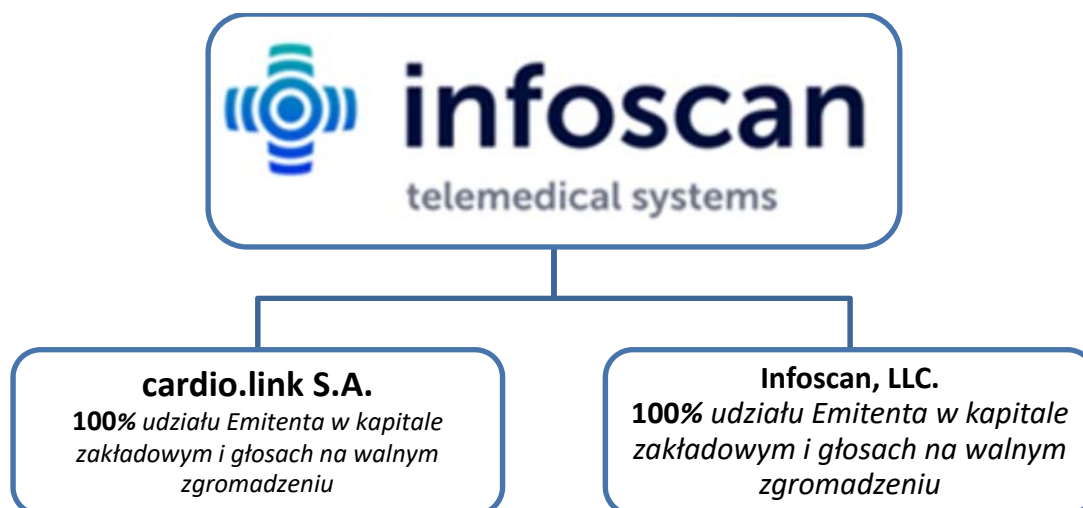 infoscan
telemedical systems
cardio.link S.A.
100% udziału Emitenta w kapitale
zakładowym i głosach na walnym
zgromadzeniu
Infoscan, LLC.
100% udziału Emitenta w kapitale
zakładowym i głosach na walnym
zgromadzeniu